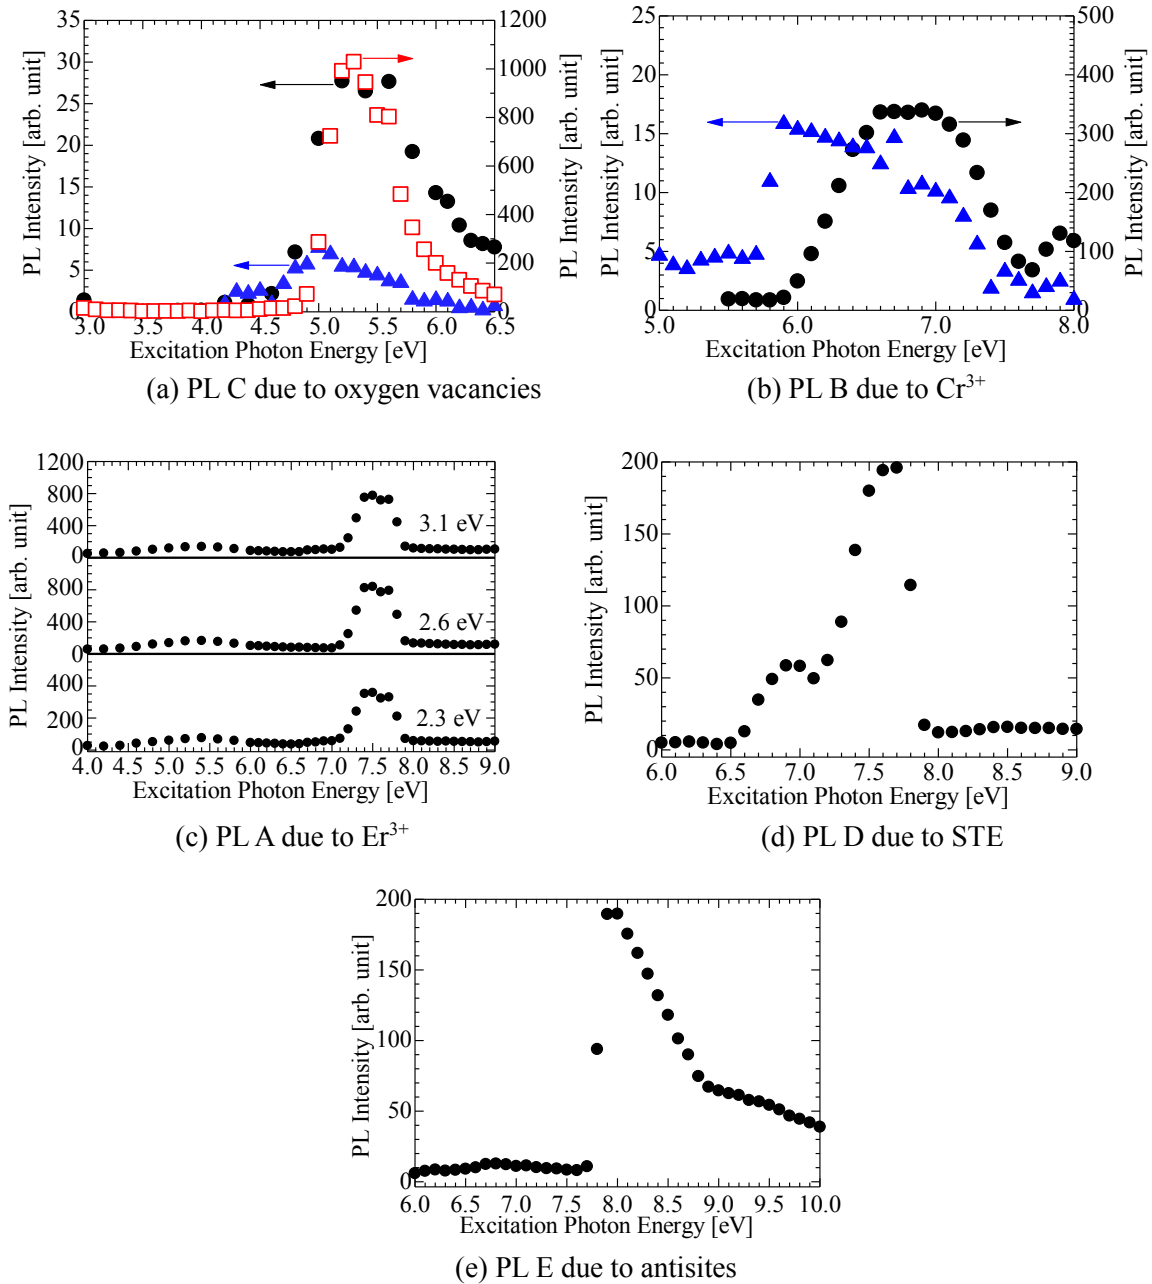 35
30
25
20
15
10
5
0
1200
1000
800
600
400
200
0
3.0 3.5 4.0 4.5 5.0 5.5 6.0 6.5
PL Intensity [arb. unit]
PL Intensity [arb. unit]
Excitation Photon Energy [eV]
(a) PL C due to oxygen vacancies
25
20
15
10
5
0
500
400
300
200
100
0
5.0 6.0 7.0 8.0
PL Intensity [arb. unit]
PL Intensity [arb. unit]
Excitation Photon Energy [eV]
(b) PL B due to Cr³⁺
1200
800
400
0
800
400
0
400
200
0
3.1 eV
2.6 eV
2.3 eV
4.0 4.5 5.0 5.5 6.0 6.5 7.0 7.5 8.0 8.5 9.0
PL Intensity [arb. unit]
Excitation Photon Energy [eV]
(c) PL A due to Er³⁺
200
150
100
50
0
6.0 7.0 8.0 9.0
PL Intensity [arb. unit]
Excitation Photon Energy [eV]
(d) PL D due to STE
200
150
100
50
0
6.0 6.5 7.0 7.5 8.0 8.5 9.0 9.5 10.0
PL Intensity [arb. unit]
Excitation Photon Energy [eV]
(e) PL E due to antisites